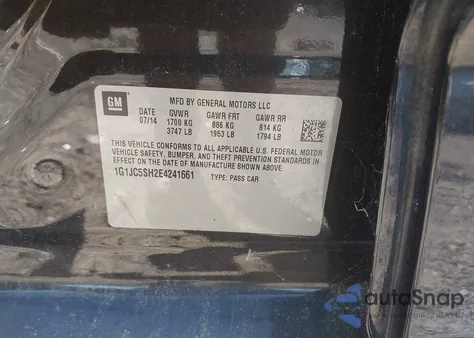 GM
MFD BY GENERAL MOTORS LLC
DATE GVWR GAWR FRT GAWR RR
07/14 1700 KG 886 KG 814 KG
3747 LB 1953 LB 1794 LB
THIS VEHICLE CONFORMS TO ALL APPLICABLE U.S. FEDERAL MOTOR
VEHICLE SAFETY, BUMPER, AND THEFT PREVENTION STANDARDS IN
EFFECT ON THE DATE OF MANUFACTURE SHOWN ABOVE.
1G1JC5SH2E4241661 TYPE: PASS CAR
autoSnap